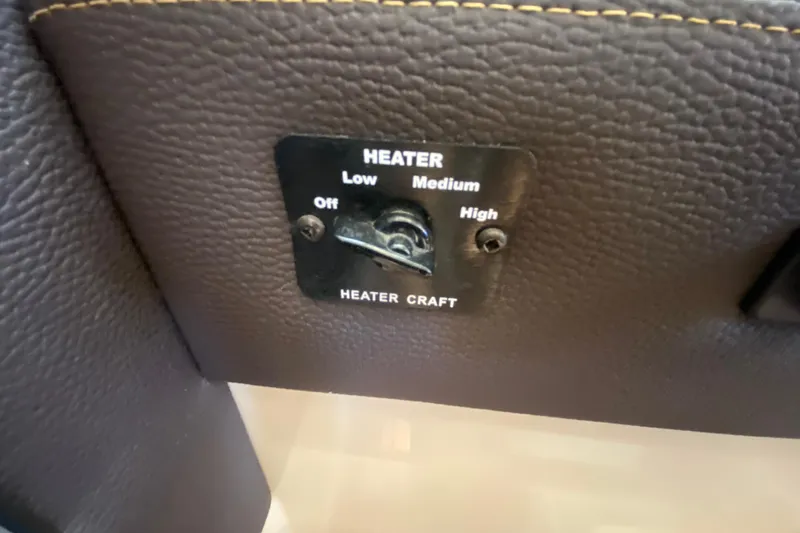 HEATER
Low Medium
Off High
HEATER CRAFT